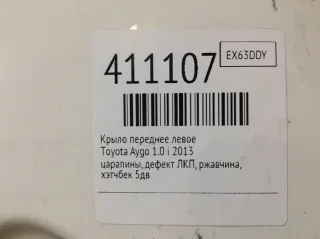 411107
EX63DDY
Крыло переднее левое
Toyota Aygo 1.0 i 2013
царапины, дефект ЛКП, ржавчина,
хэтчбек 5дв